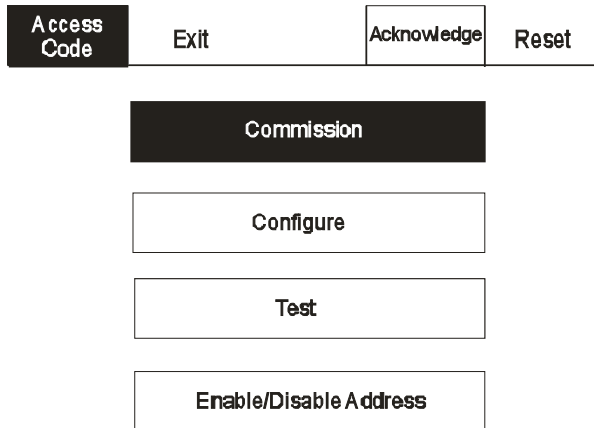 Access
Code
Exit
Acknowledge
Reset
Commission
Configure
Test
Enable/Disable Address